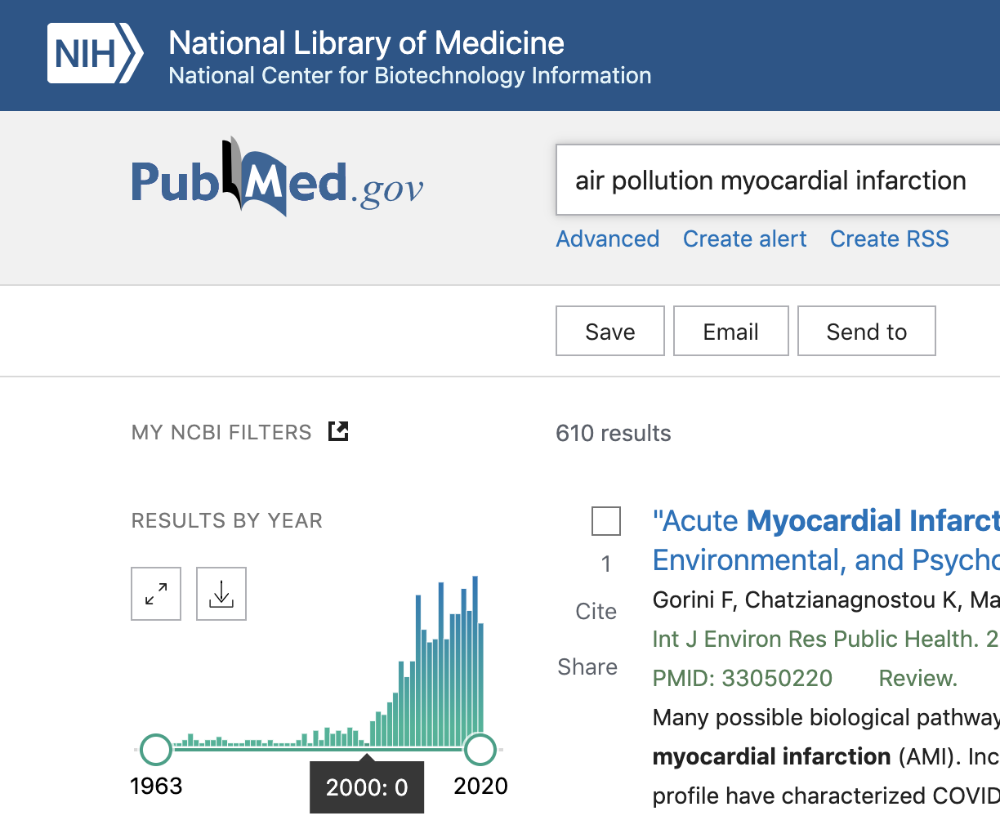 NIH
National Library of Medicine
National Center for Biotechnology Information
PubMed.gov
air pollution myocardial infarction
Advanced Create alert Create RSS
Save Email Send to
MY NCBI FILTERS
610 results
RESULTS BY YEAR
2000: 0
1963 2020
1
Cite
Share
"Acute Myocardial Infarct
Environmental, and Psycho
Gorini F, Chatzianagnostou K, Ma
Int J Environ Res Public Health. 2
PMID: 33050220 Review.
Many possible biological pathway
myocardial infarction (AMI). Inc
profile have characterized COVID